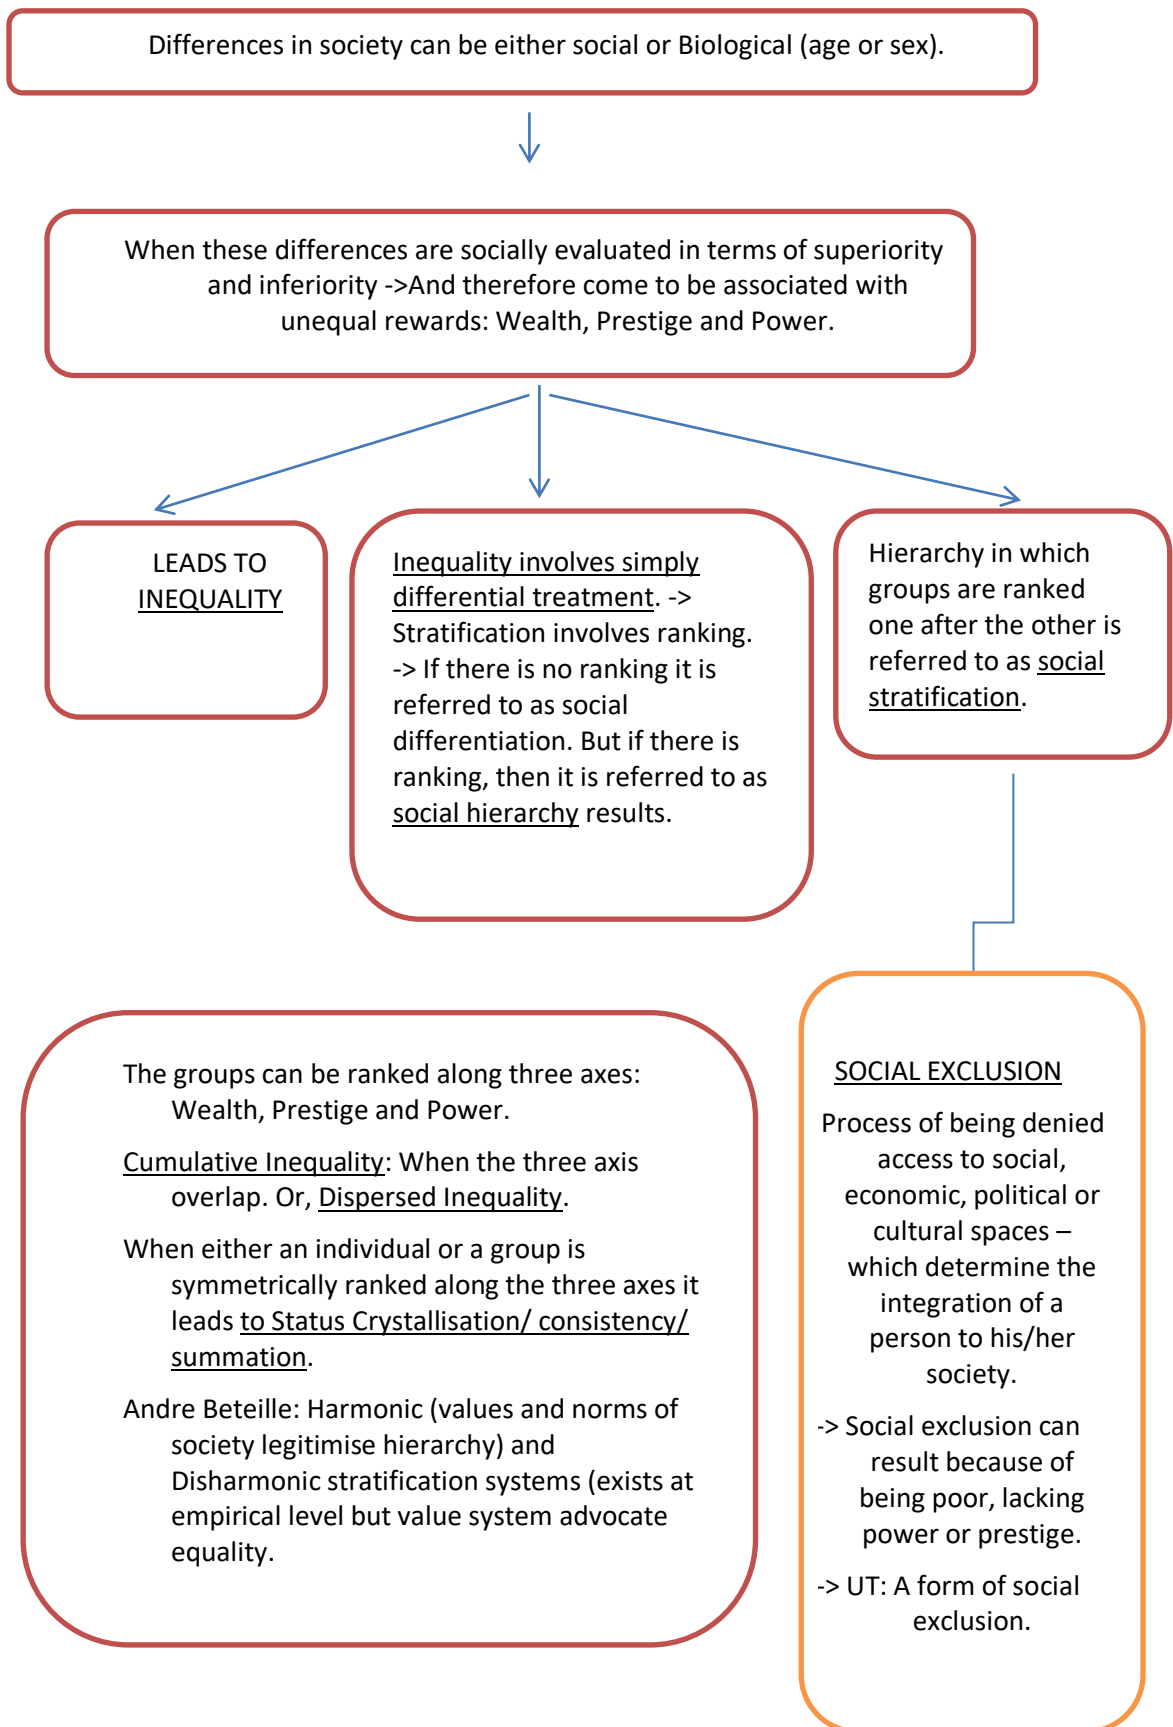 Differences in society can be either social or Biological (age or sex).
When these differences are socially evaluated in terms of superiority
and inferiority ->And therefore come to be associated with
unequal rewards: Wealth, Prestige and Power.
LEADS TO
INEQUALITY
Inequality involves simply
differential treatment. ->
Stratification involves ranking.
-> If there is no ranking it is
referred to as social
differentiation. But if there is
ranking, then it is referred to as
social hierarchy results.
Hierarchy in which
groups are ranked
one after the other is
referred to as social
stratification.
The groups can be ranked along three axes:
Wealth, Prestige and Power.
Cumulative Inequality: When the three axis
overlap. Or, Dispersed Inequality.
When either an individual or a group is
symmetrically ranked along the three axes it
leads to Status Crystallisation/ consistency/
summation.
Andre Beteille: Harmonic (values and norms of
society legitimise hierarchy) and
Disharmonic stratification systems (exists at
empirical level but value system advocate
equality.
SOCIAL EXCLUSION
Process of being denied
access to social,
economic, political or
cultural spaces –
which determine the
integration of a
person to his/her
society.
-> Social exclusion can
result because of
being poor, lacking
power or prestige.
-> UT: A form of social
exclusion.